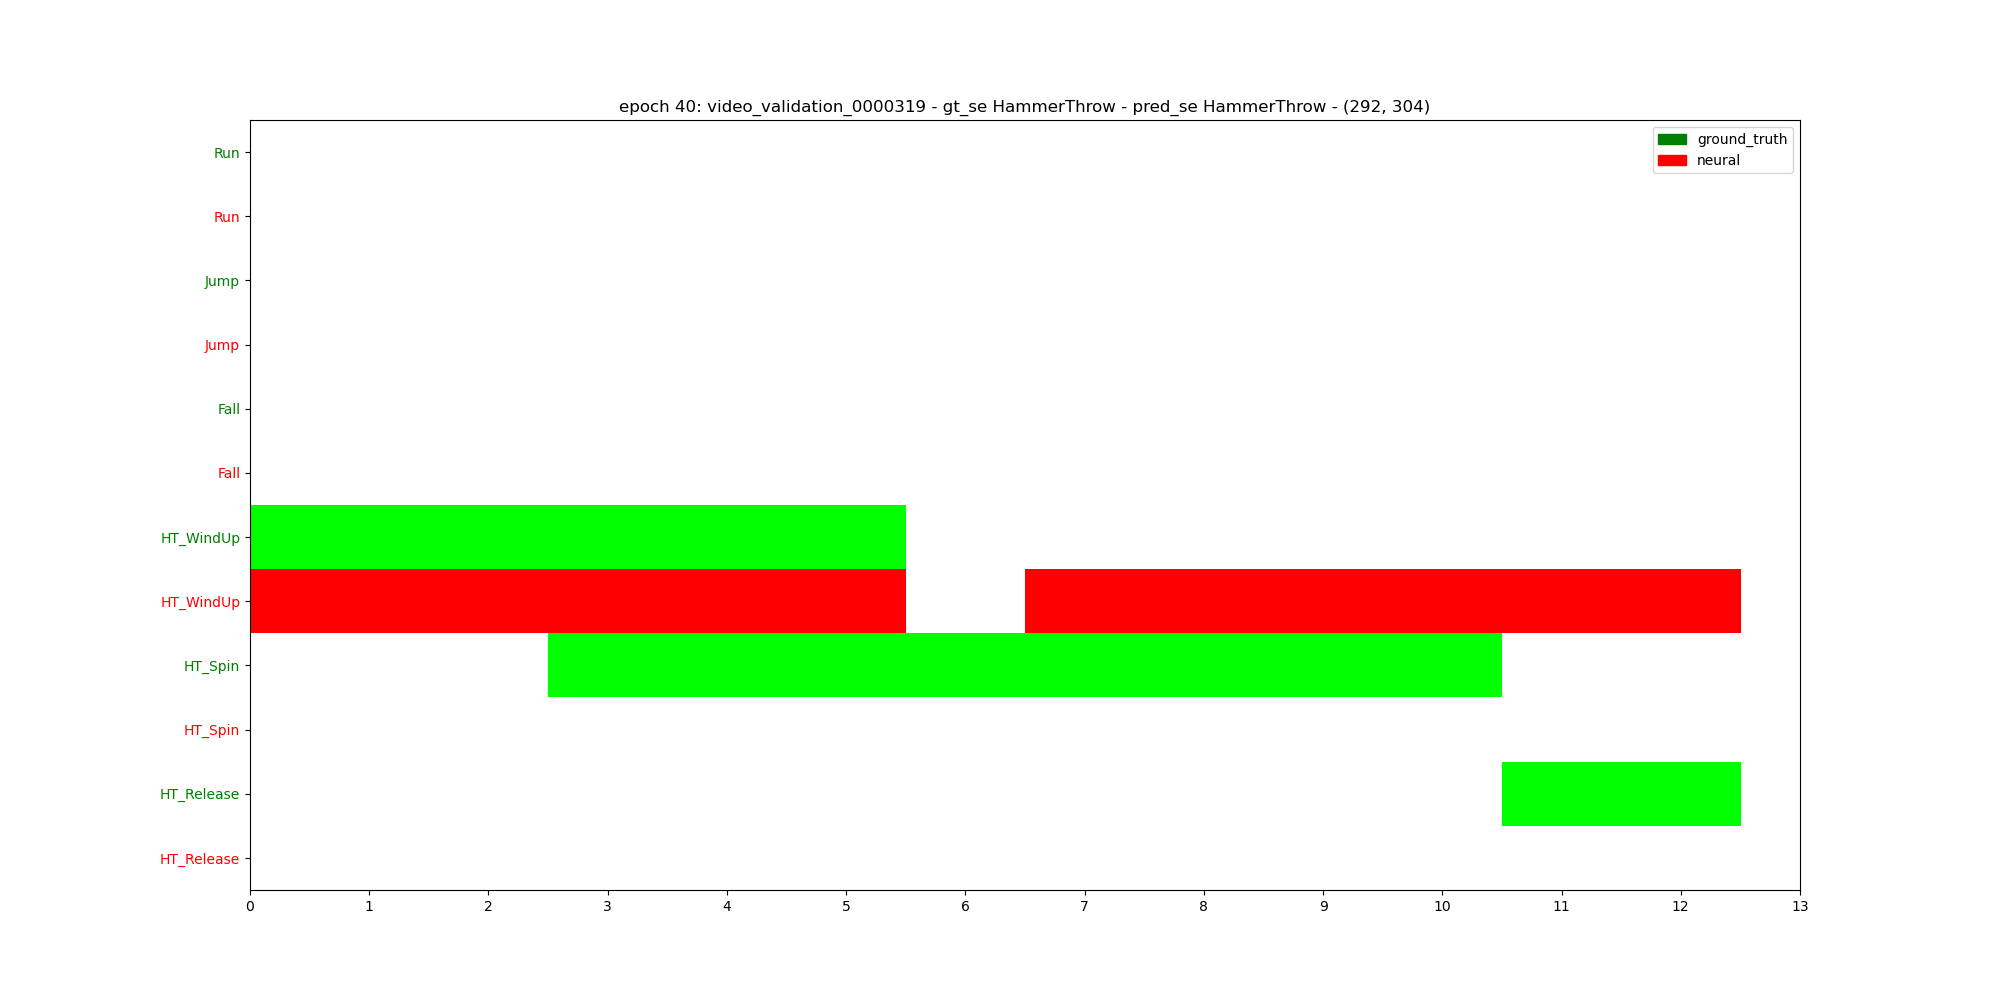 epoch 40: video_validation_0000319 - gt_se HammerThrow - pred_se HammerThrow - (292, 304)
ground_truth
neural
Run
Run
Jump
Jump
Fall
Fall
HT_WindUp
HT_WindUp
HT_Spin
HT_Spin
HT_Release
HT_Release
0 1 2 3 4 5 6 7 8 9 10 11 12 13